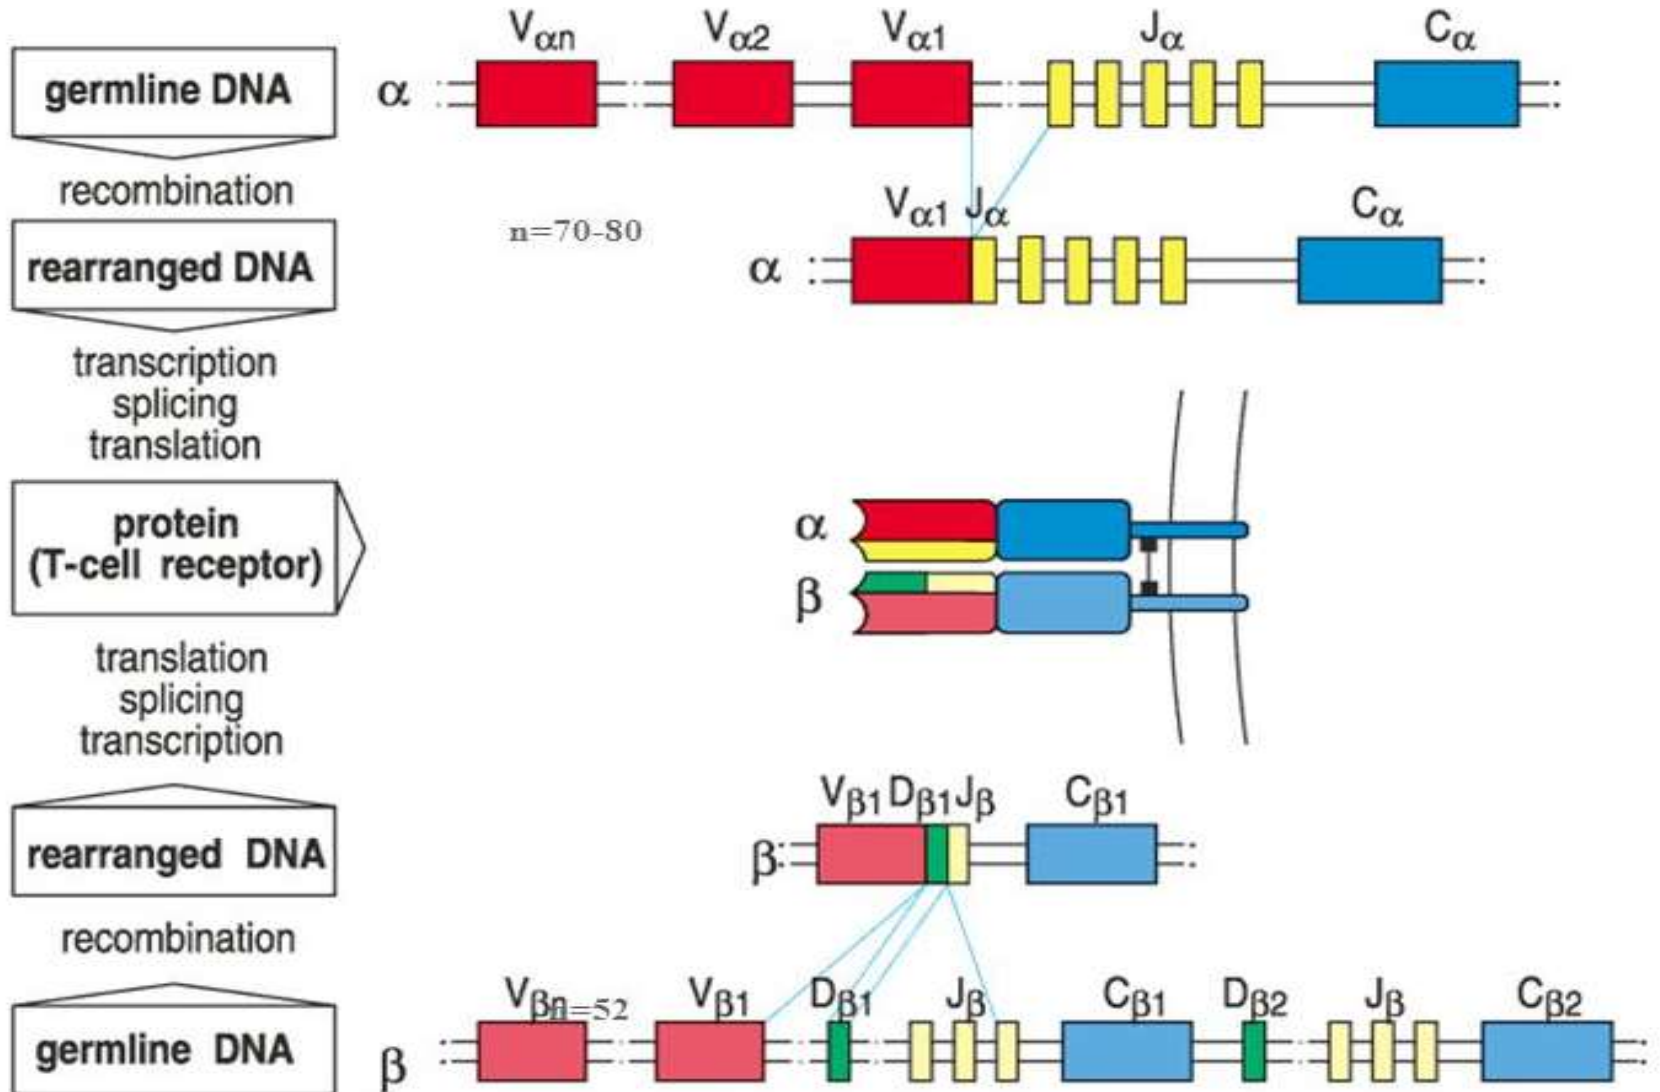 Vαn Vα2 Vα1 Jα Cα
germline DNA α
recombination
Vα1 Jα Cα
n=70-80
rearranged DNA α
transcription
splicing
translation
protein
(T-cell receptor)
α
β
translation
splicing
transcription
Vβ1 Dβ1 Jβ Cβ1
rearranged DNA β
recombination
Vβn Vβ1 Dβ1 Jβ Cβ1 Dβ2 Jβ Cβ2
n=52
germline DNA β